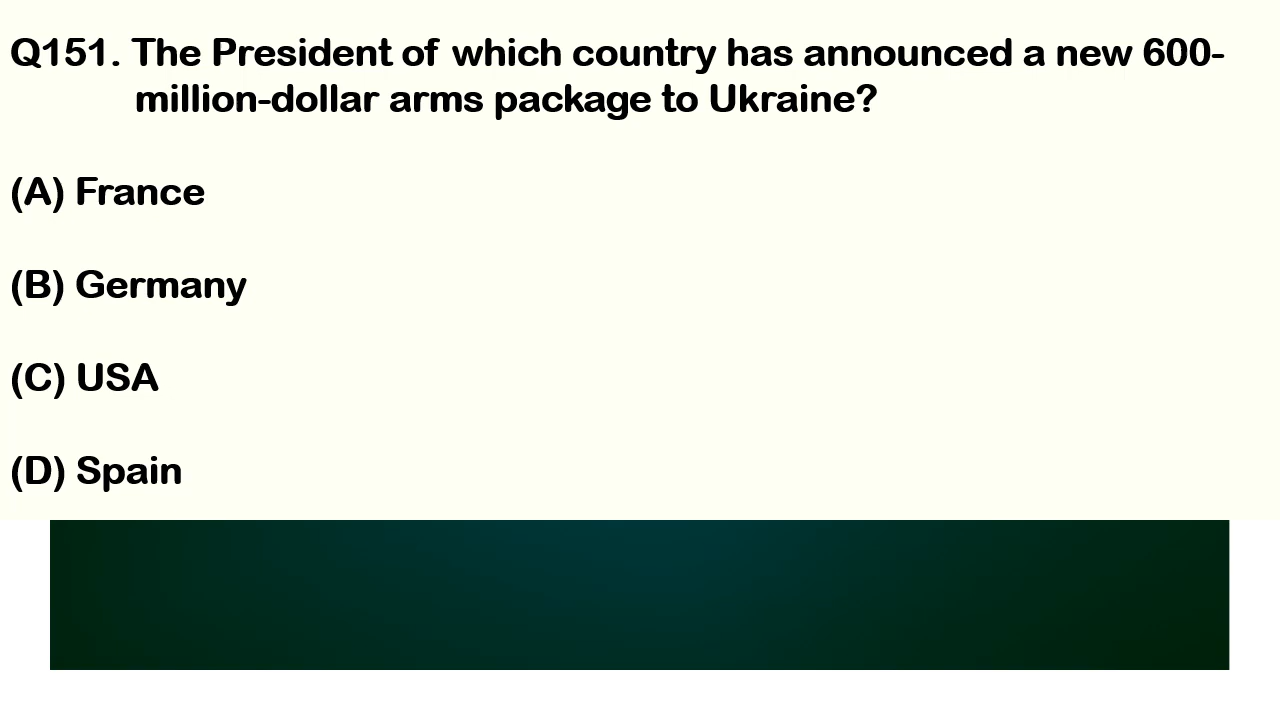 Q151. The President of which country has announced a new 600-
million-dollar arms package to Ukraine?
(A) France
(B) Germany
(C) USA
(D) Spain